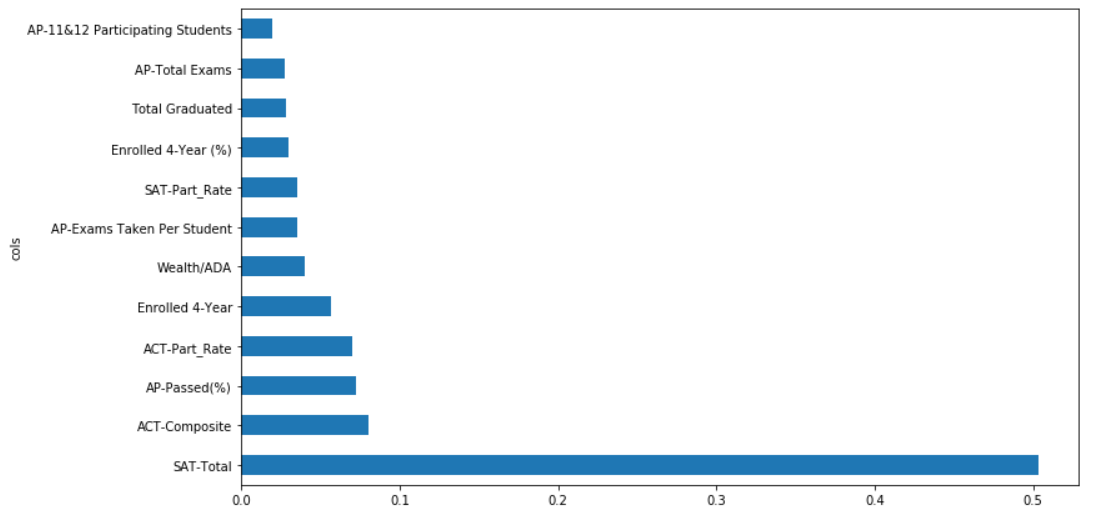 AP-11&12 Participating Students
AP-Total Exams
Total Graduated
Enrolled 4-Year (%)
SAT-Part_Rate
AP-Exams Taken Per Student
cols
Wealth/ADA
Enrolled 4-Year
ACT-Part_Rate
AP-Passed(%)
ACT-Composite
SAT-Total
0.0 0.1 0.2 0.3 0.4 0.5